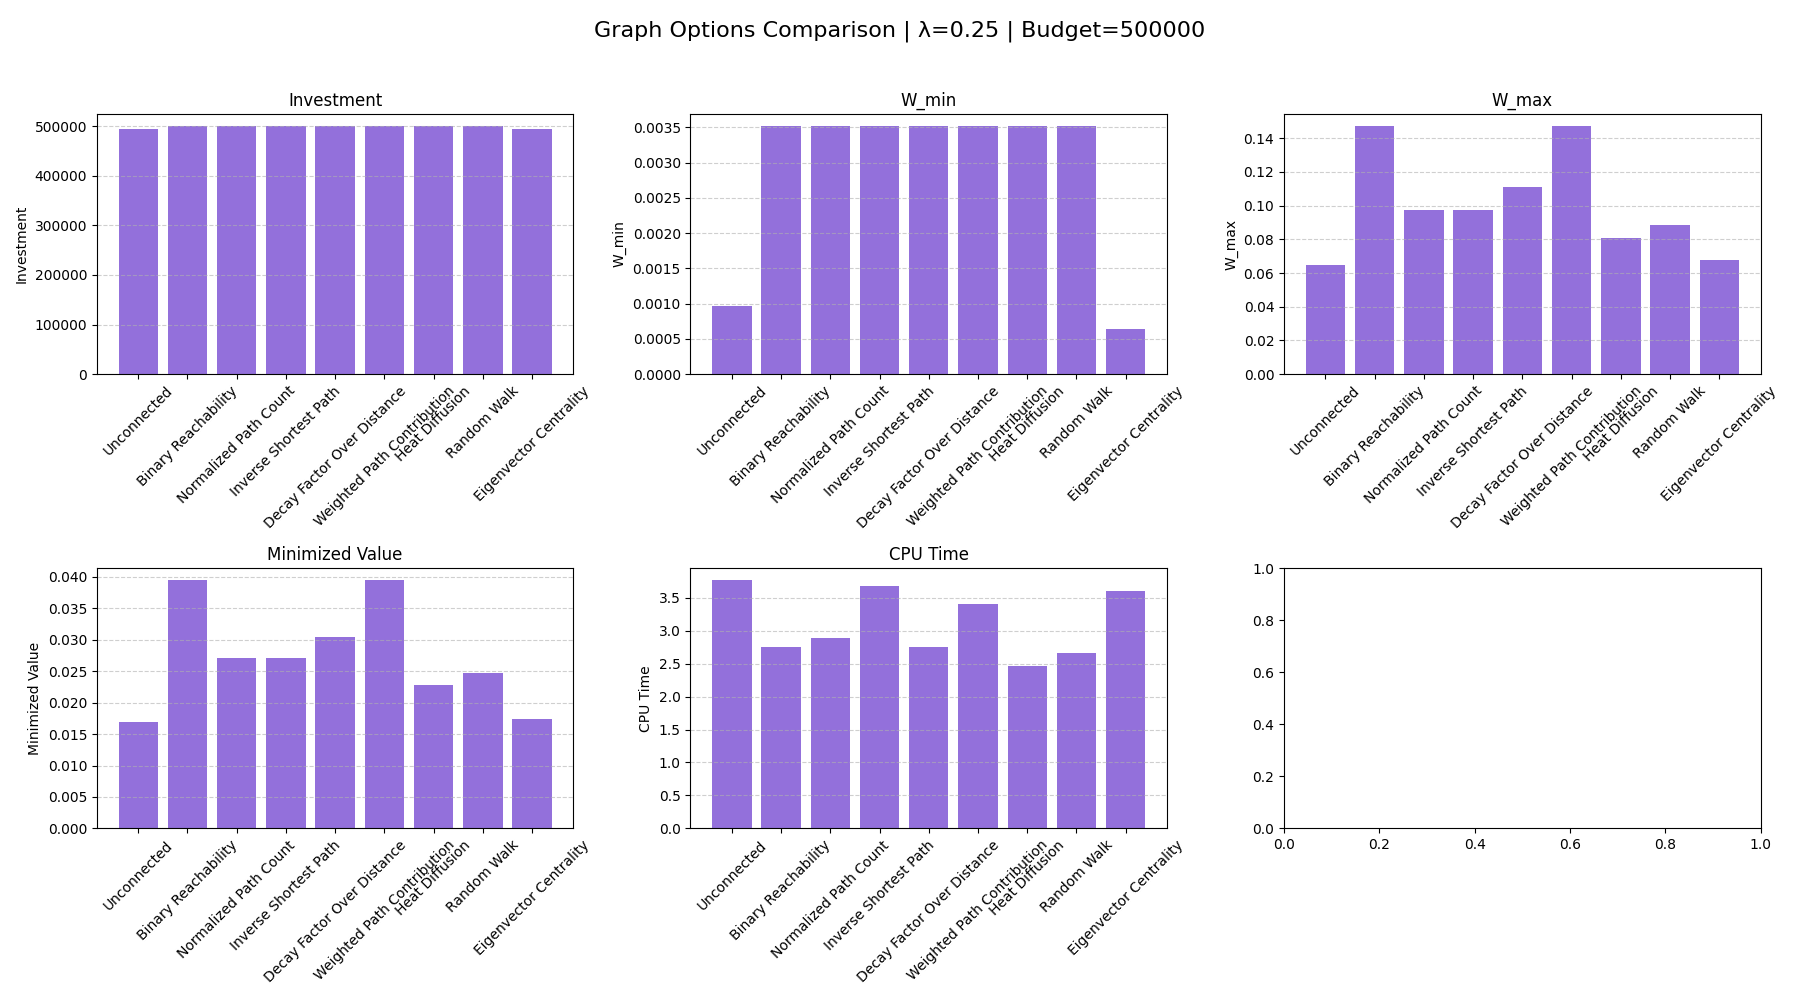 Graph Options Comparison | λ=0.25 | Budget=500000
Investment
Investment
500000
400000
300000
200000
100000
0
Unconnected
Binary Reachability
Normalized Path Count
Inverse Shortest Path
Decay Factor Over Distance
Weighted Path Contribution
Heat Diffusion
Random Walk
Eigenvector Centrality
W_min
W_min
0.0035
0.0030
0.0025
0.0020
0.0015
0.0010
0.0005
0.0000
Unconnected
Binary Reachability
Normalized Path Count
Inverse Shortest Path
Decay Factor Over Distance
Weighted Path Contribution
Heat Diffusion
Random Walk
Eigenvector Centrality
W_max
W_max
0.14
0.12
0.10
0.08
0.06
0.04
0.02
0.00
Unconnected
Binary Reachability
Normalized Path Count
Inverse Shortest Path
Decay Factor Over Distance
Weighted Path Contribution
Heat Diffusion
Random Walk
Eigenvector Centrality
Minimized Value
Minimized Value
0.040
0.035
0.030
0.025
0.020
0.015
0.010
0.005
0.000
Unconnected
Binary Reachability
Normalized Path Count
Inverse Shortest Path
Decay Factor Over Distance
Weighted Path Contribution
Heat Diffusion
Random Walk
Eigenvector Centrality
CPU Time
CPU Time
3.5
3.0
2.5
2.0
1.5
1.0
0.5
0.0
Unconnected
Binary Reachability
Normalized Path Count
Inverse Shortest Path
Decay Factor Over Distance
Weighted Path Contribution
Heat Diffusion
Random Walk
Eigenvector Centrality
1.0
0.8
0.6
0.4
0.2
0.0
0.0 0.2 0.4 0.6 0.8 1.0